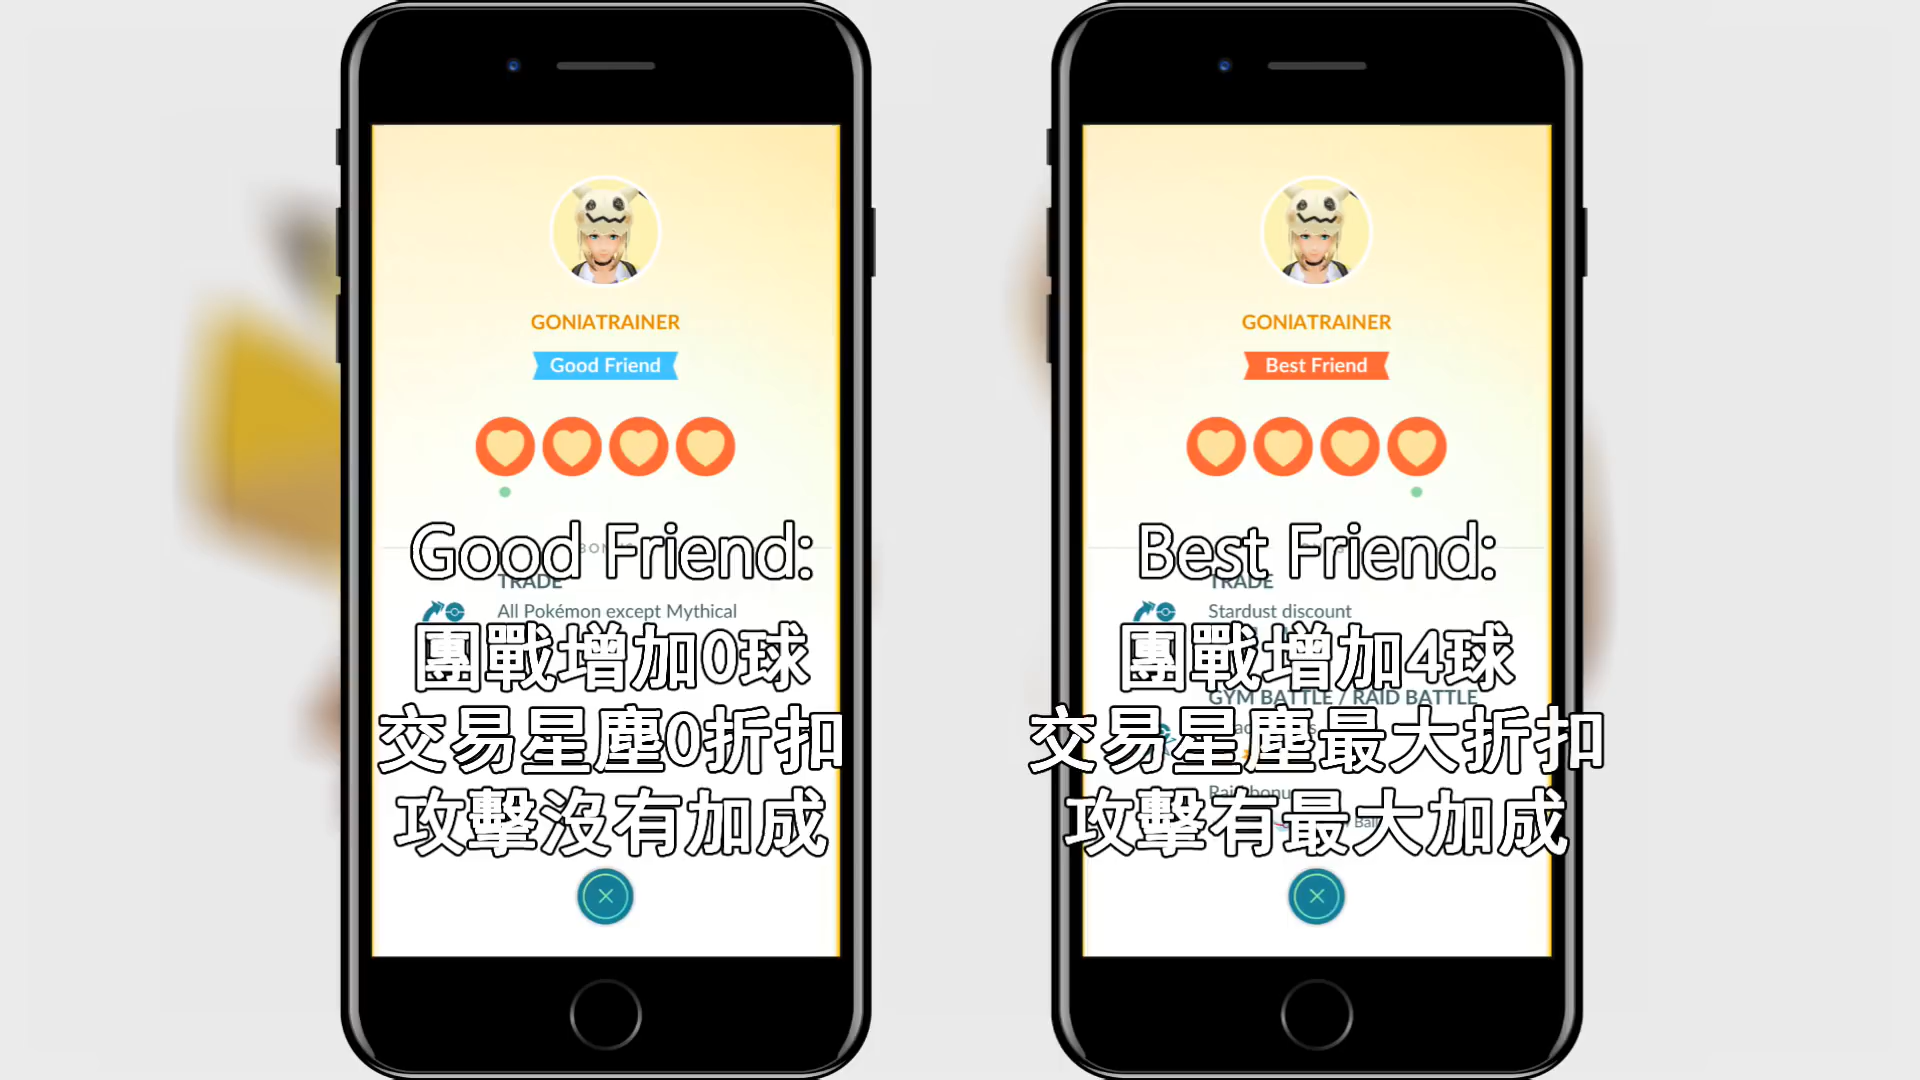 GONIATRAINER
Good Friend
Good Friend:
TRADE
All Pokémon except Mythical
團戰增加0球
交易星塵0折扣
攻擊沒有加成
GONIATRAINER
Best Friend
Best Friend:
TRADE
Stardust discount
團戰增加4球
GYM BATTLE / RAID BATTLE
交易星塵最大折扣
攻擊有最大加成